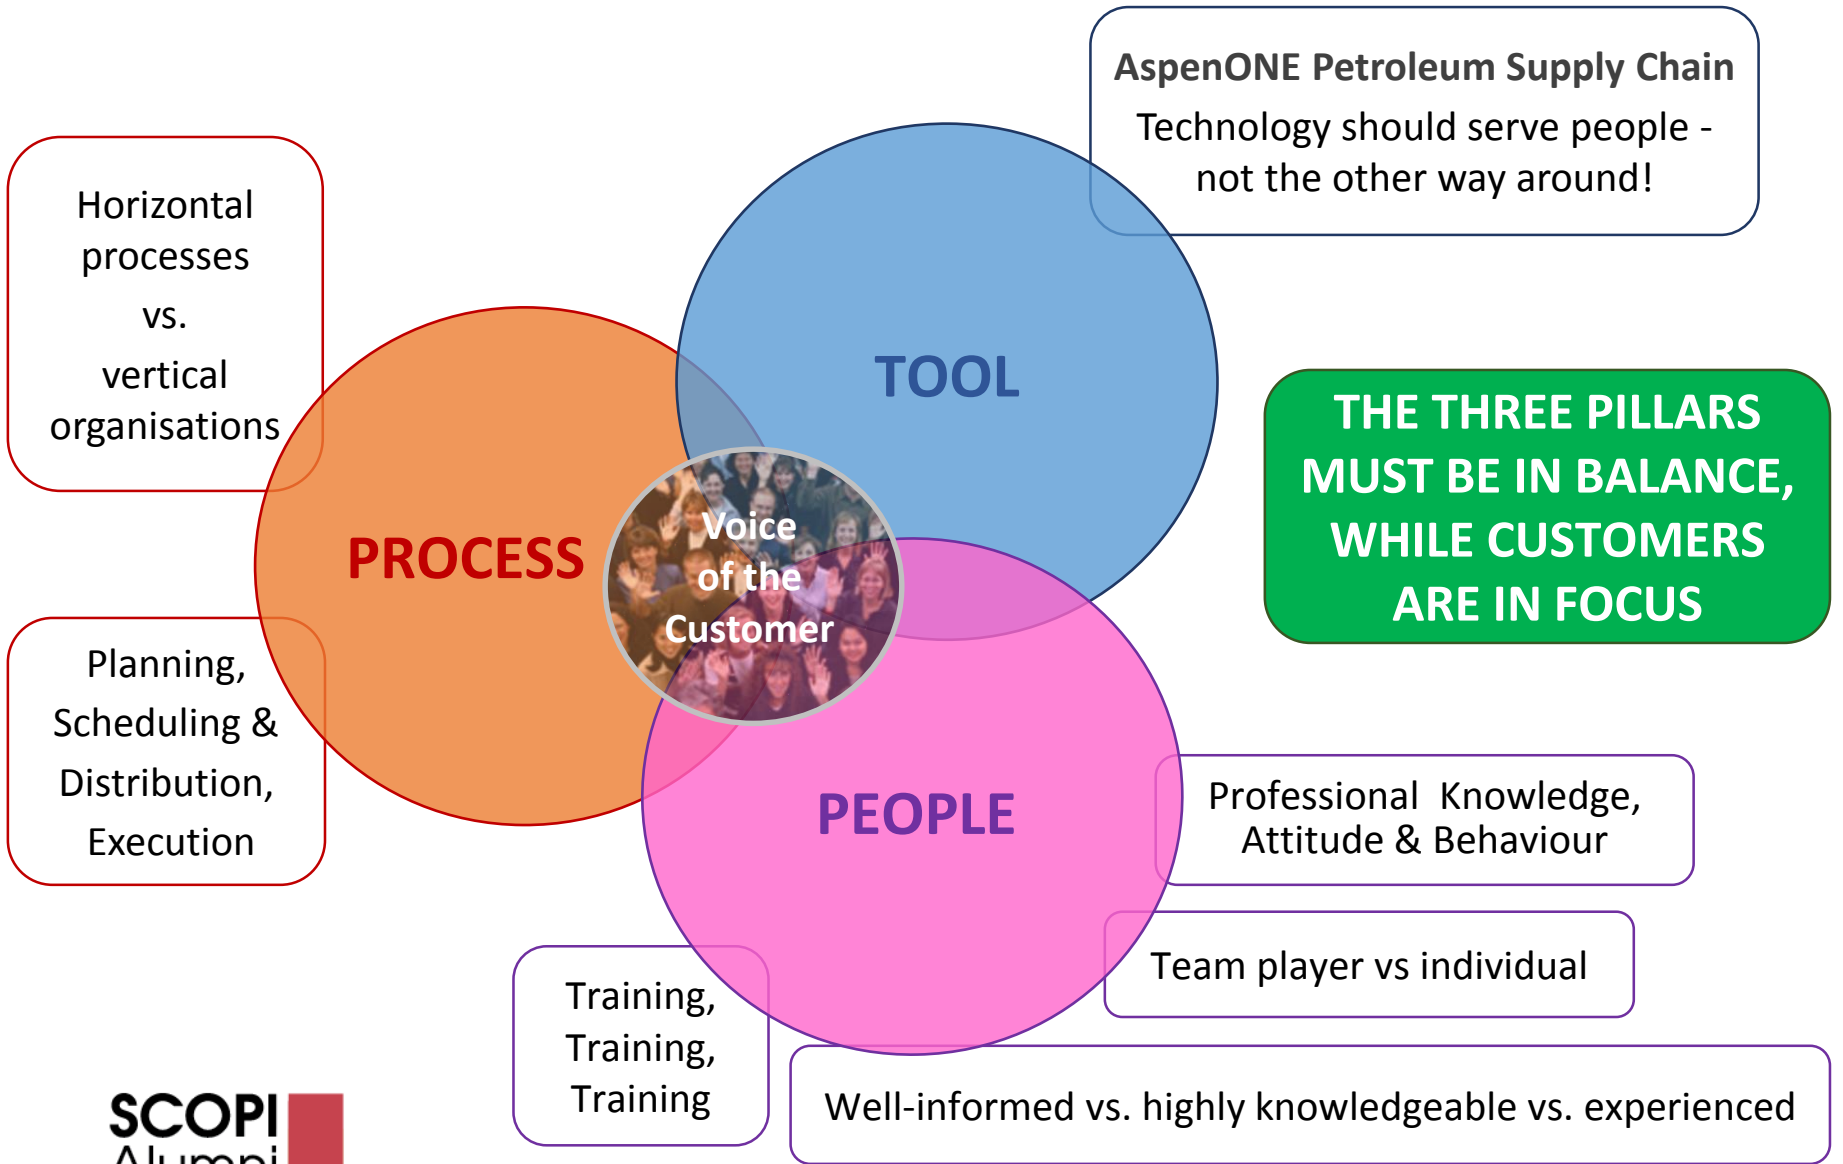 AspenONE Petroleum Supply Chain
Technology should serve people -
not the other way around!
Horizontal
processes
vs.
vertical
organisations
TOOL
THE THREE PILLARS
MUST BE IN BALANCE,
WHILE CUSTOMERS
ARE IN FOCUS
PROCESS
Voice
of the
Customer
Planning,
Scheduling &
Distribution,
Execution
PEOPLE
Professional Knowledge,
Attitude & Behaviour
Team player vs individual
Training,
Training,
Training
Well-informed vs. highly knowledgeable vs. experienced
SCOPI
Alumni